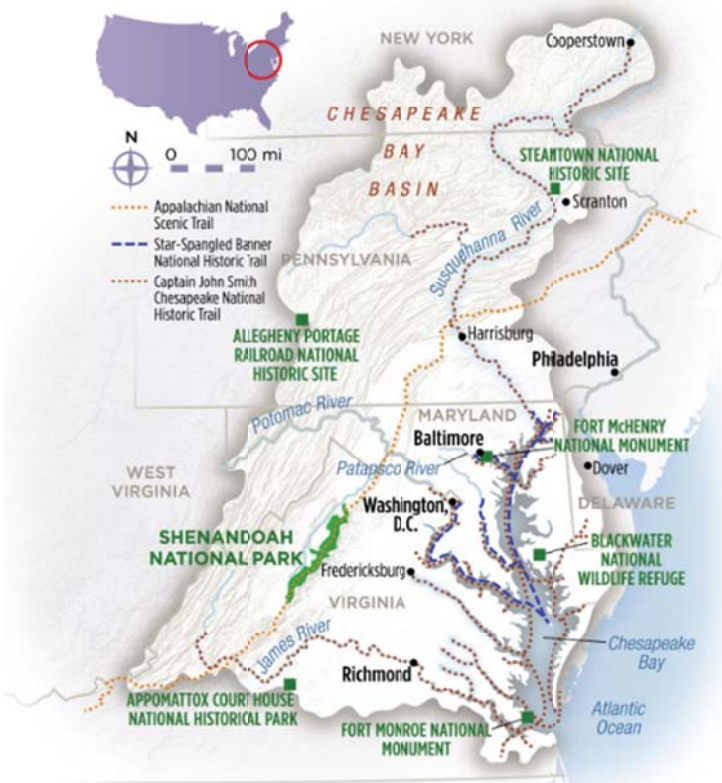 NEW YORK
Cooperstown
CHESAPEAKE
BAY
BASIN
N
0 100 mi
STEAMTOWN NATIONAL
HISTORIC SITE
Scranton
Appalachian National
Scenic Trail
Star-Spangled Banner
National Historic Trail
Captain John Smith
Chesapeake National
Historic Trail
Susquehanna River
PENNSYLVANIA
ALLEGHENY PORTAGE
RAILROAD NATIONAL
HISTORIC SITE
Harrisburg
Philadelphia
Potomac River
MARYLAND
Baltimore
FORT McHENRY
NATIONAL MONUMENT
Patapsco River
Dover
WEST
VIRGINIA
Washington,
D.C.
DELAWARE
SHENANDOAH
NATIONAL PARK
BLACKWATER
NATIONAL
WILDLIFE REFUGE
Fredericksburg
VIRGINIA
James River
Chesapeake
Bay
Richmond
APPOMATTOX COURT HOUSE
NATIONAL HISTORICAL PARK
FORT MONROE NATIONAL
MONUMENT
Atlantic
Ocean